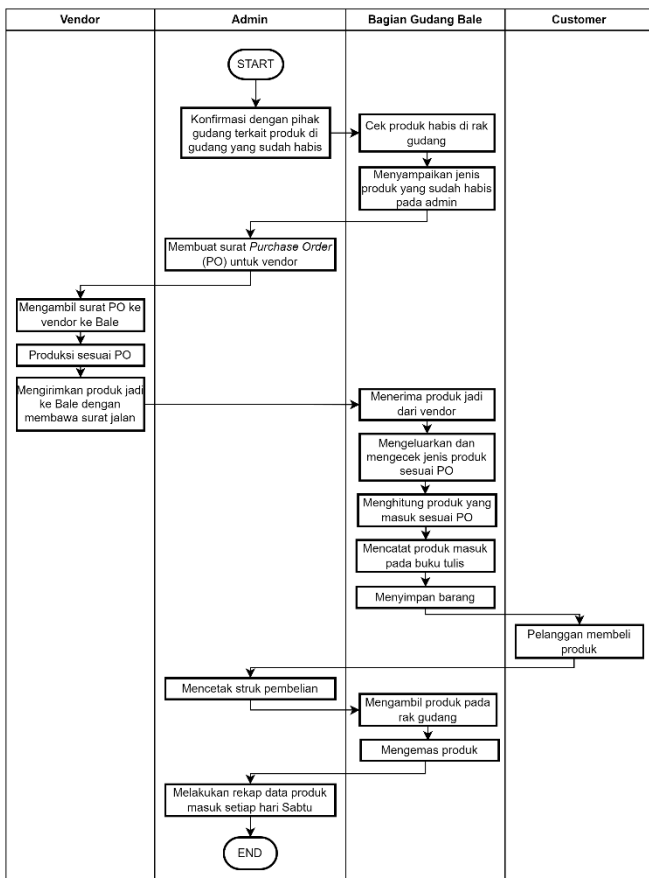 Vendor
Admin
Bagian Gudang Bale
Customer
START
Konfirmasi dengan pihak
gudang terkait produk di
gudang yang sudah habis
Cek produk habis di rak
gudang
Menyampaikan jenis
produk yang sudah habis
pada admin
Membuat surat Purchase Order
(PO) untuk vendor
Mengambil surat PO ke
vendor ke Bale
Produksi sesuai PO
Mengirimkan produk jadi
ke Bale dengan
membawa surat jalan
Menerima produk jadi
dari vendor
Mengeluarkan dan
mengecek jenis produk
sesuai PO
Menghitung produk yang
masuk sesuai PO
Mencatat produk masuk
pada buku tulis
Menyimpan barang
Pelanggan membeli
produk
Mencetak struk pembelian
Mengambil produk pada
rak gudang
Mengemas produk
Melakukan rekap data produk
masuk setiap hari Sabtu
END